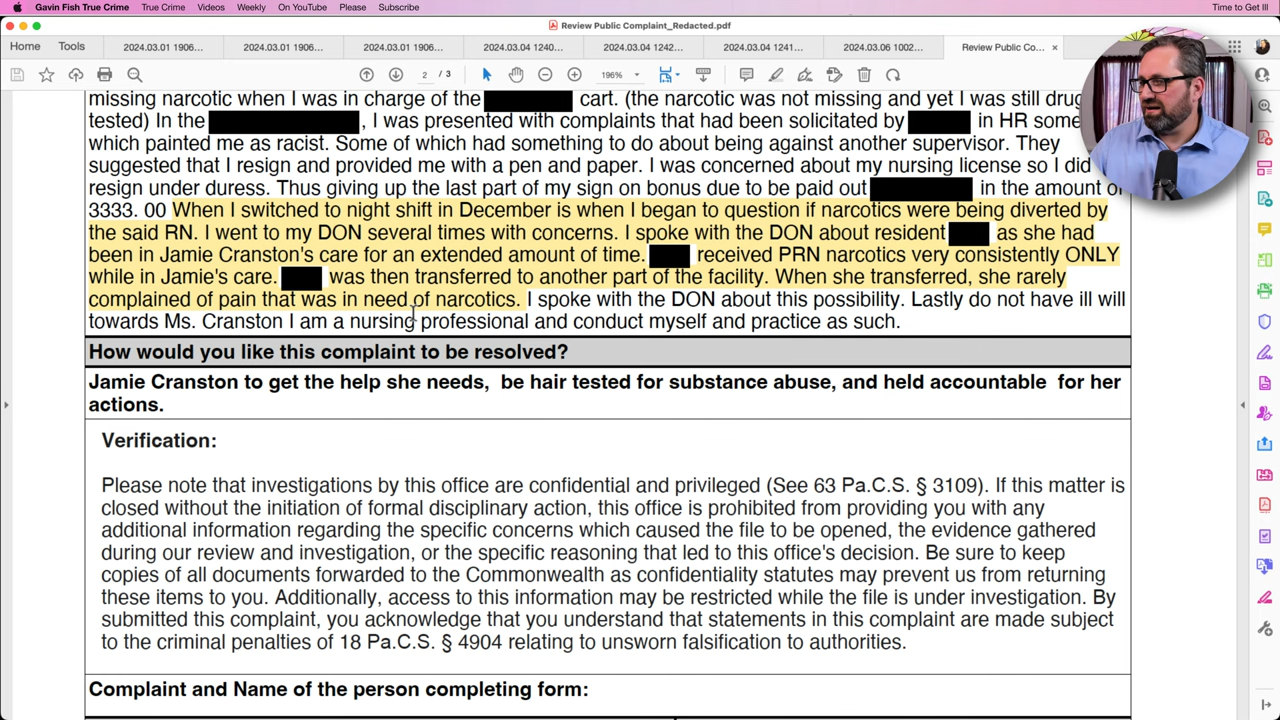 Gavin Fish True Crime True Crime Videos Weekly On YouTube Please Subscribe Time to Get Ill
Review Public Complaint_Redacted.pdf
Home Tools 2024.03.01 1906... 2024.03.01 1906... 2024.03.01 1906... 2024.03.04 1240... 2024.03.04 1242... 2024.03.04 1241... 2024.03.06 1002... Review Public Co... ×
2 / 3 196%
missing narcotic when I was in charge of the cart. (the narcotic was not missing and yet I was still drug
tested) In the , I was presented with complaints that had been solicitated by in HR some
which painted me as racist. Some of which had something to do about being against another supervisor. They
suggested that I resign and provided me with a pen and paper. I was concerned about my nursing license so I did
resign under duress. Thus giving up the last part of my sign on bonus due to be paid out in the amount of
3333. 00 When I switched to night shift in December is when I began to question if narcotics were being diverted by
the said RN. I went to my DON several times with concerns. I spoke with the DON about resident as she had
been in Jamie Cranston's care for an extended amount of time. received PRN narcotics very consistently ONLY
while in Jamie's care. was then transferred to another part of the facility. When she transferred, she rarely
complained of pain that was in need of narcotics. I spoke with the DON about this possibility. Lastly do not have ill will
towards Ms. Cranston I am a nursing professional and conduct myself and practice as such.
How would you like this complaint to be resolved?
Jamie Cranston to get the help she needs, be hair tested for substance abuse, and held accountable for her
actions.
Verification:
Please note that investigations by this office are confidential and privileged (See 63 Pa.C.S. § 3109). If this matter is
closed without the initiation of formal disciplinary action, this office is prohibited from providing you with any
additional information regarding the specific concerns which caused the file to be opened, the evidence gathered
during our review and investigation, or the specific reasoning that led to this office's decision. Be sure to keep
copies of all documents forwarded to the Commonwealth as confidentiality statutes may prevent us from returning
these items to you. Additionally, access to this information may be restricted while the file is under investigation. By
submitted this complaint, you acknowledge that you understand that statements in this complaint are made subject
to the criminal penalties of 18 Pa.C.S. § 4904 relating to unsworn falsification to authorities.
Complaint and Name of the person completing form: